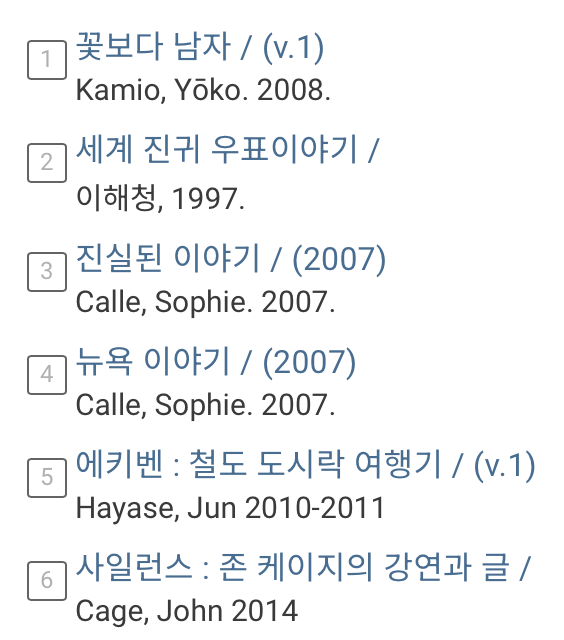 1 꽃보다 남자 / (v.1)
Kamio, Yōko. 2008.
2 세계 진귀 우표이야기 /
이해청, 1997.
3 진실된 이야기 / (2007)
Calle, Sophie. 2007.
4 뉴욕 이야기 / (2007)
Calle, Sophie. 2007.
5 에키벤 : 철도 도시락 여행기 / (v.1)
Hayase, Jun 2010-2011
6 사일런스 : 존 케이지의 강연과 글 /
Cage, John 2014